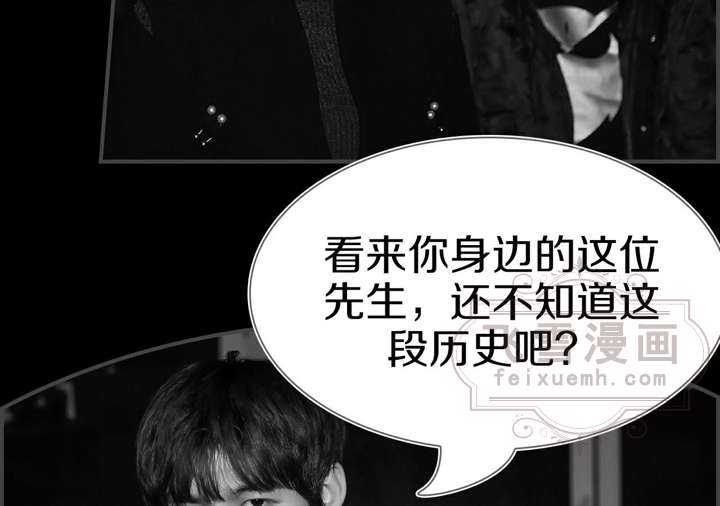 看来你身边的这位
先生，还不知道这
段历史吧？
飞雪漫画
feixuemh.com